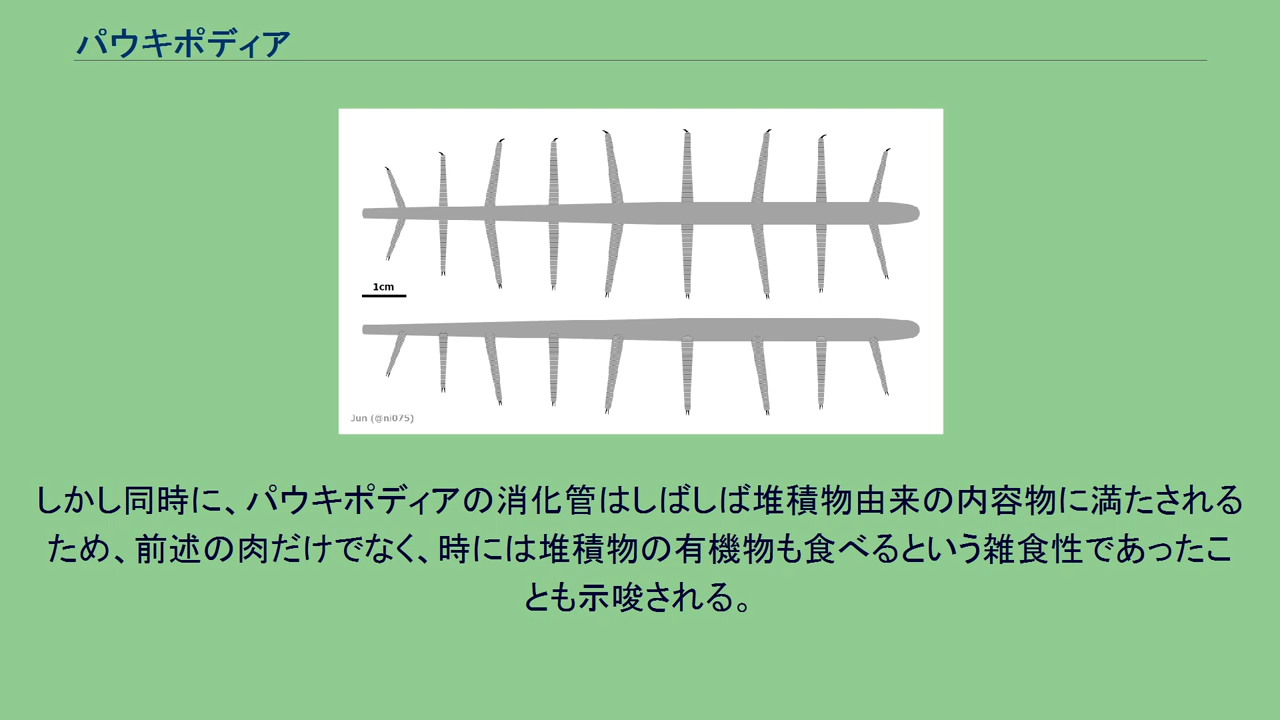 パウキポディア
1cm
Jun (@ni075)
しかし同時に、パウキポディアの消化管はしばしば堆積物由来の内容物に満たされる
ため、前述の肉だけでなく、時には堆積物の有機物も食べるという雑食性であったこ
とも示唆される。